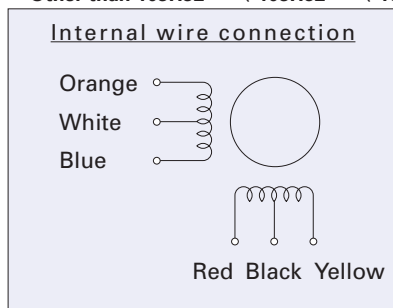 Internal wire connection
Orange
White
Blue
Red Black Yellow